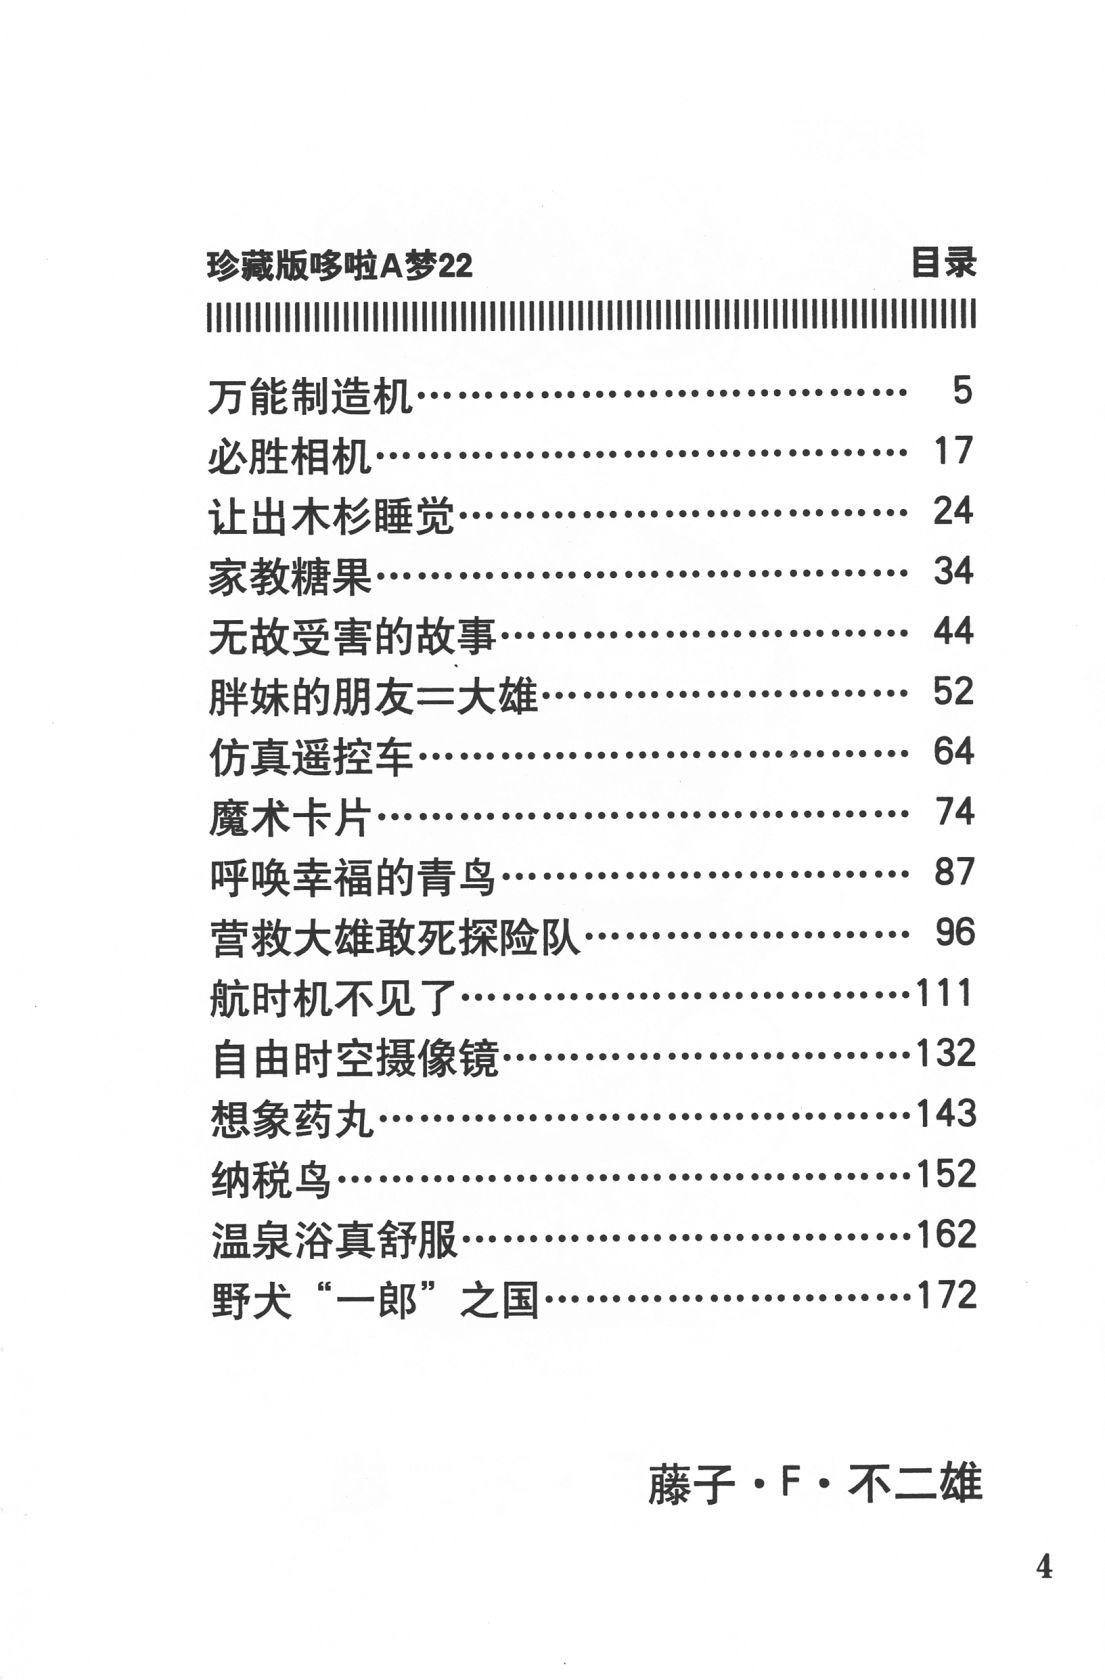 珍藏版哆啦A梦22 目录
万能制造机………………………………… 5
必胜相机…………………………………… 17
让出木杉睡觉……………………………… 24
家教糖果…………………………………… 34
无故受害的故事…………………………… 44
胖妹的朋友＝大雄………………………… 52
仿真遥控车………………………………… 64
魔术卡片…………………………………… 74
呼唤幸福的青鸟…………………………… 87
营救大雄敢死探险队……………………… 96
航时机不见了………………………………111
自由时空摄像镜……………………………132
想象药丸……………………………………143
纳税鸟………………………………………152
温泉浴真舒服………………………………162
野犬“一郎”之国…………………………172
藤子·F·不二雄
4